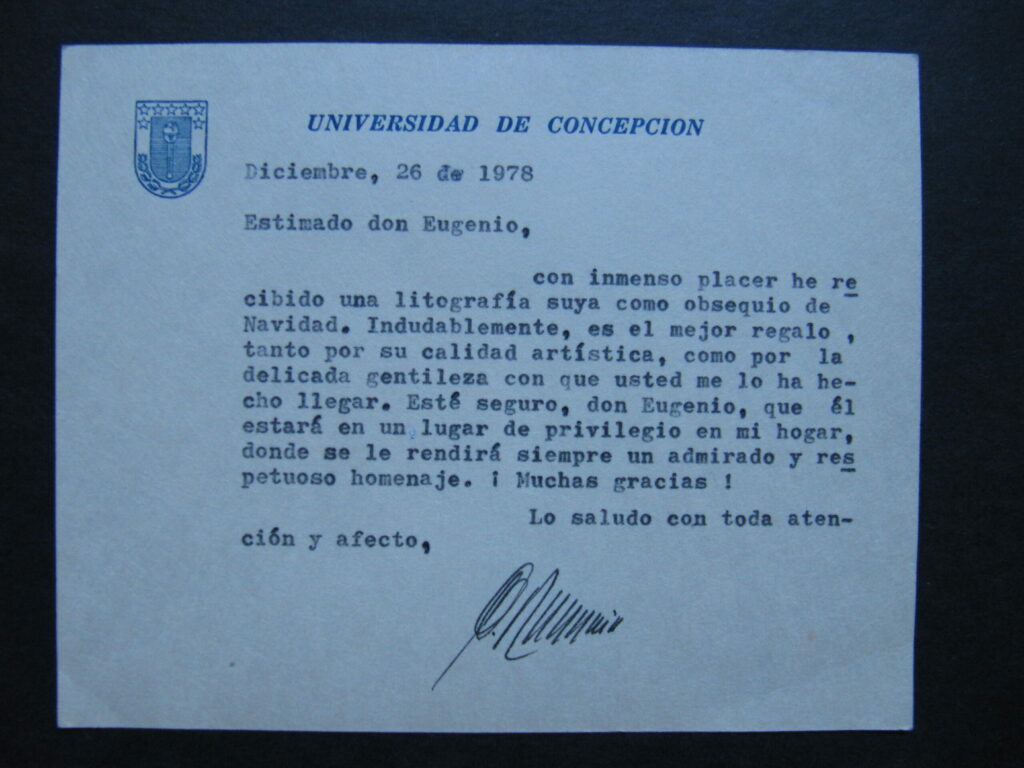 UNIVERSIDAD DE CONCEPCION
Diciembre, 26 de 1978
Estimado don Eugenio,
con inmenso placer he re
cibido una litografía suya como obsequio de
Navidad. Indudablemente, es el mejor regalo ,
tanto por su calidad artística, como por la
delicada gentileza con que usted me lo ha he-
cho llegar. Esté seguro, don Eugenio, que él
estará en un lugar de privilegio en mi hogar,
donde se le rendirá siempre un admirado y res
petuoso homenaje. ¡ Muchas gracias !
Lo saludo con toda aten-
ción y afecto,